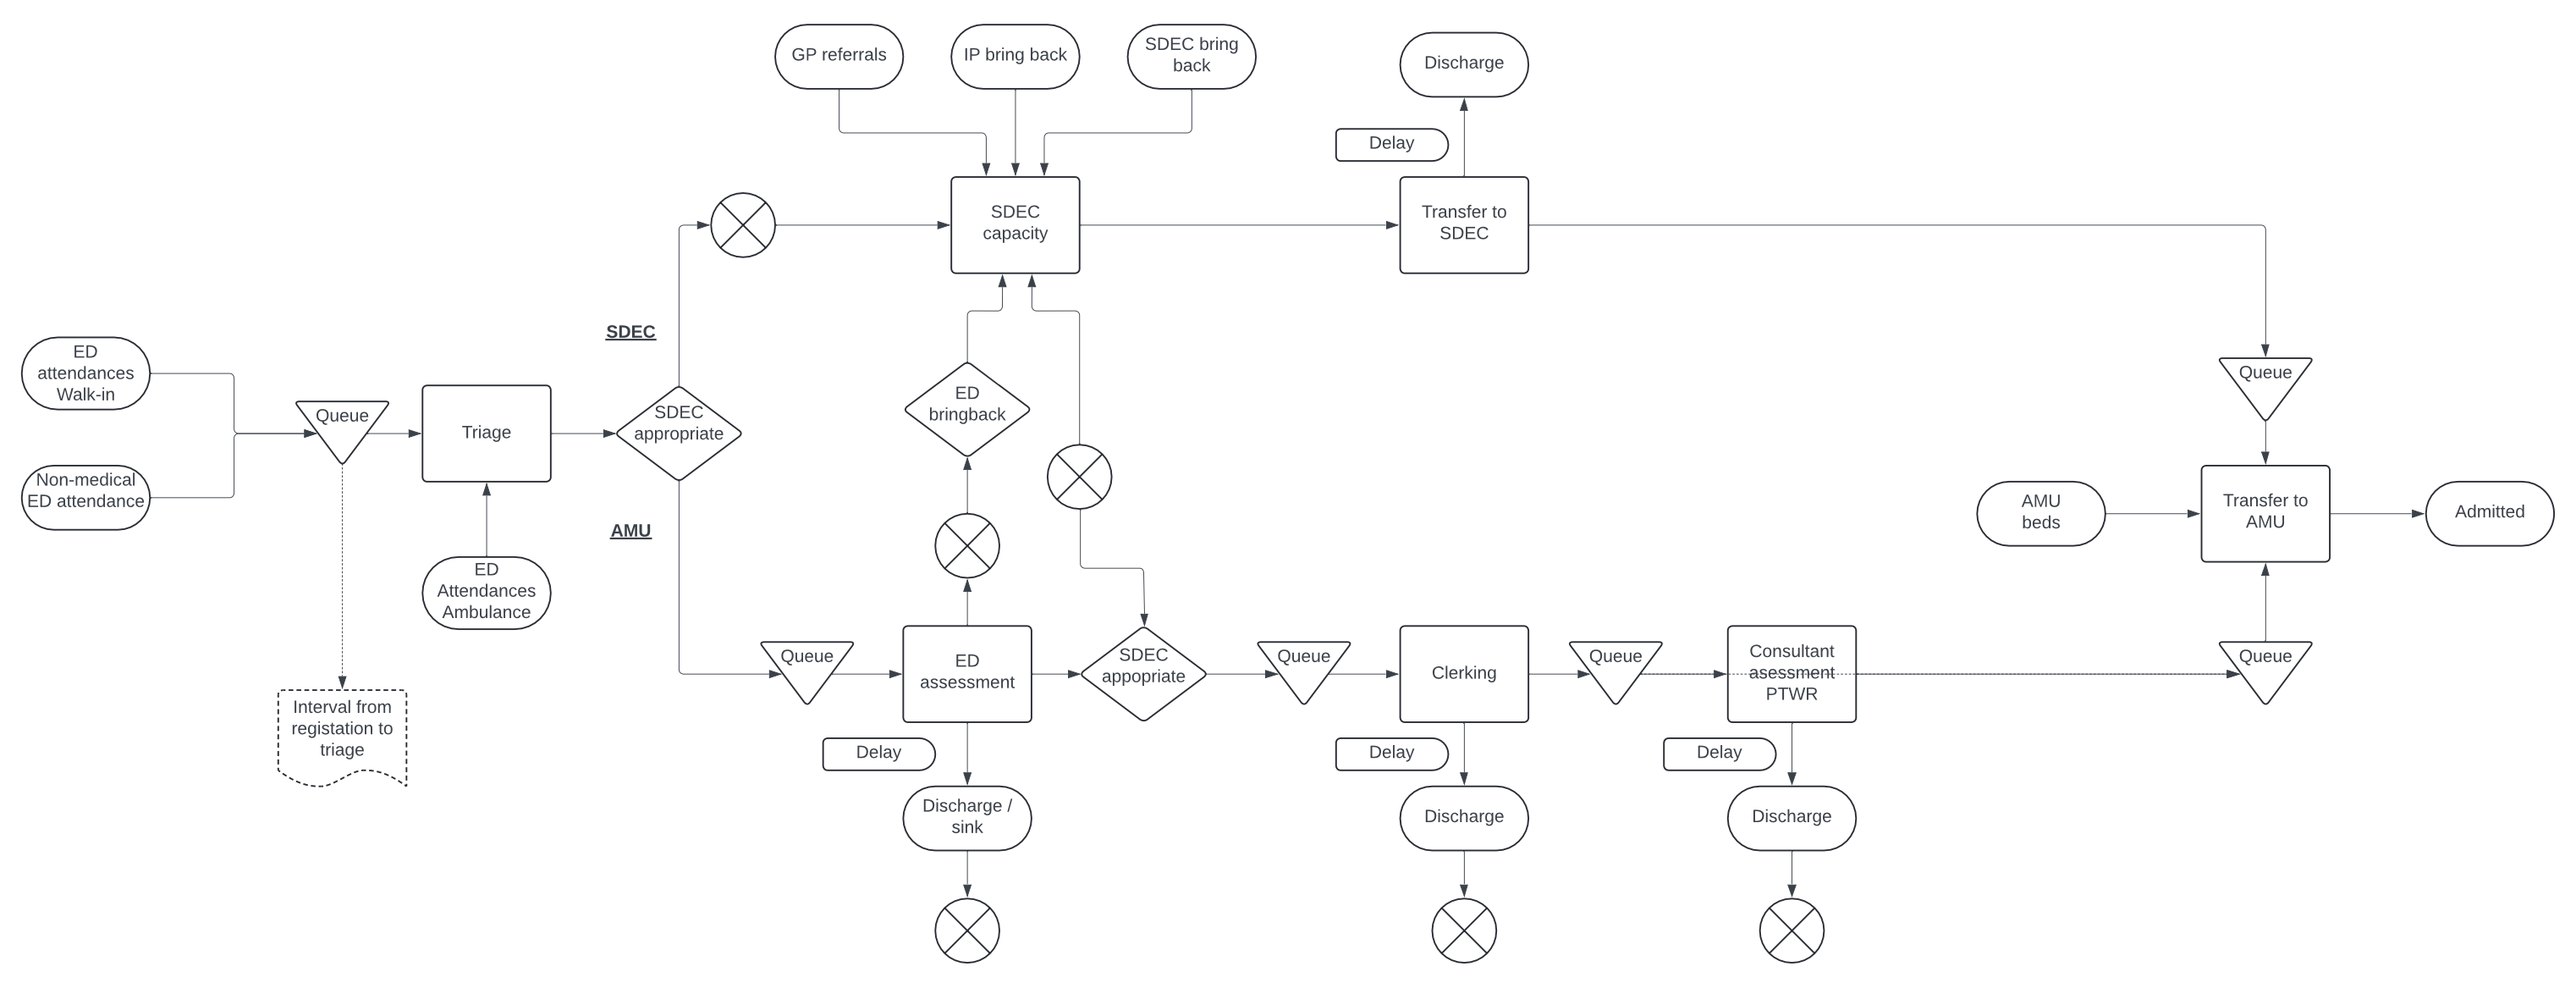 GP referrals
IP bring back
SDEC bring
back
Discharge
Delay
SDEC
capacity
Transfer to
SDEC
SDEC
ED
attendances
Walk-in
Queue
Triage
SDEC
appropriate
ED
bringback
Queue
Non-medical
ED attendance
AMU
ED
Attendances
Ambulance
AMU
beds
Transfer to
AMU
Admitted
Queue
ED
assessment
SDEC
appopriate
Queue
Clerking
Queue
Consultant
asessment
PTWR
Queue
Interval from
registation to
triage
Delay
Delay
Delay
Discharge /
sink
Discharge
Discharge